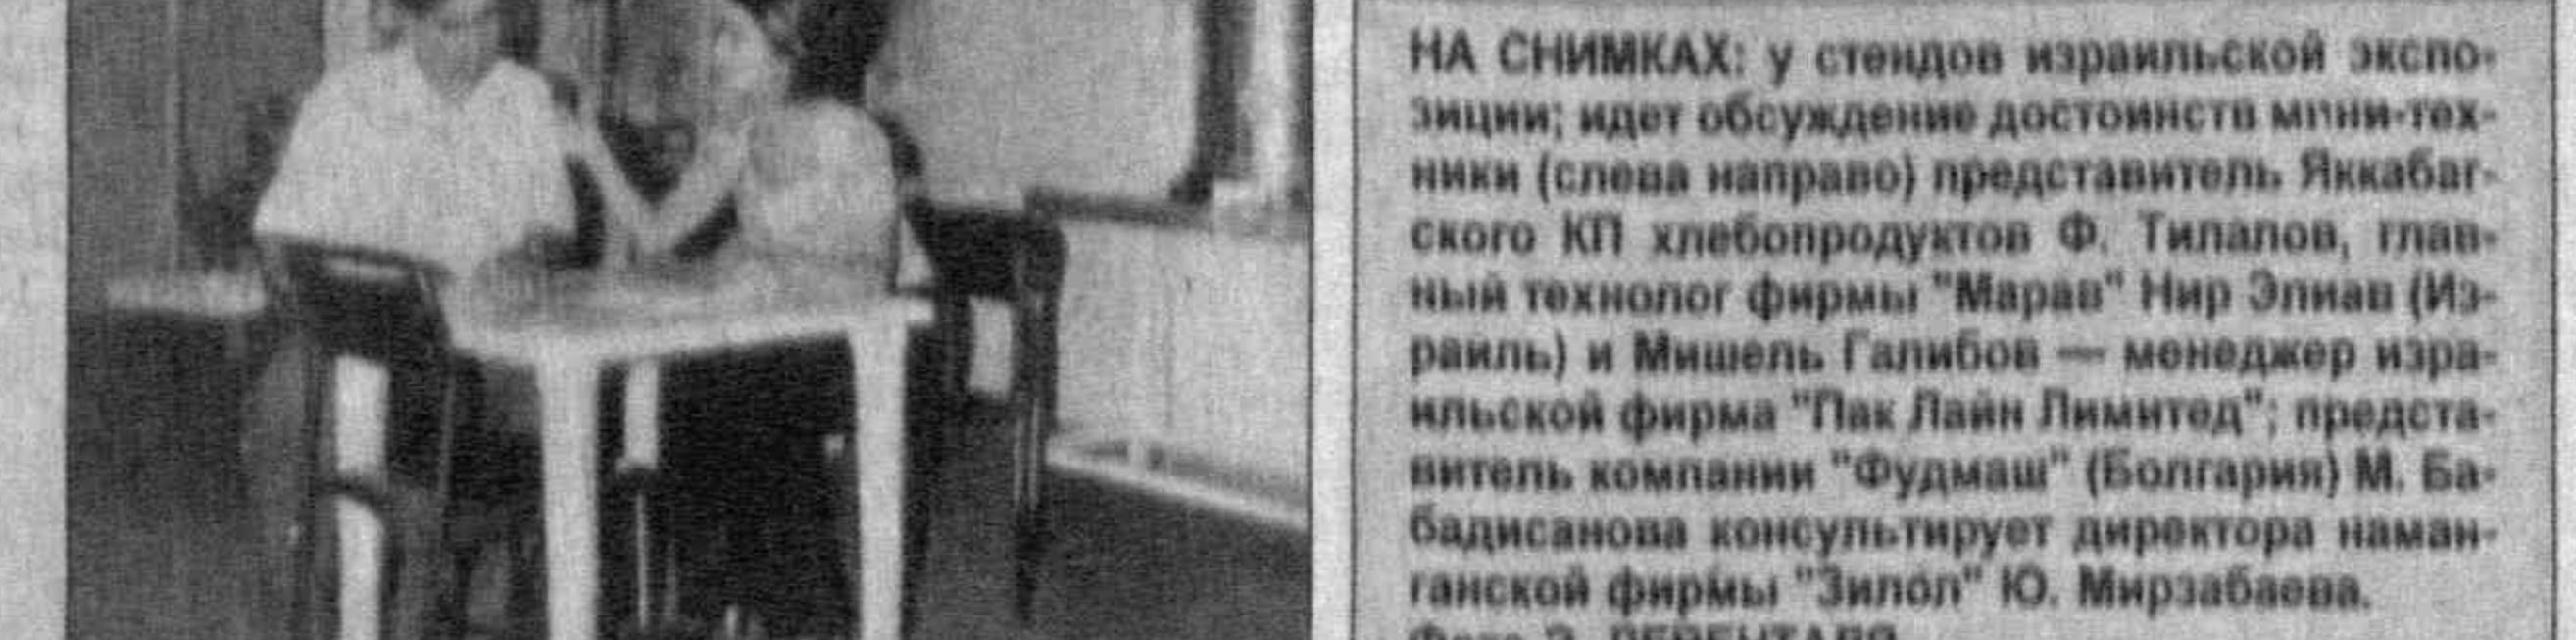 НА СНИМКАХ: у стендов израильской экспо-
зиции; идет обсуждение достоинств мини-тех-
ники (слева направо) представитель Яккабаг-
ского КП хлебопродуктов Ф. Тилалов, глав-
ный технолог фирмы "Марав" Нир Элиав (Из-
раиль) и Мишель Галибов — менеджер изра-
ильской фирма "Пак Лайн Лимитед"; предста-
витель компании "Фудмаш" (Болгария) М. Ба-
бадисанова консультирует директора наман-
ганской фирмы "Зилол" Ю. Мирзабаева.